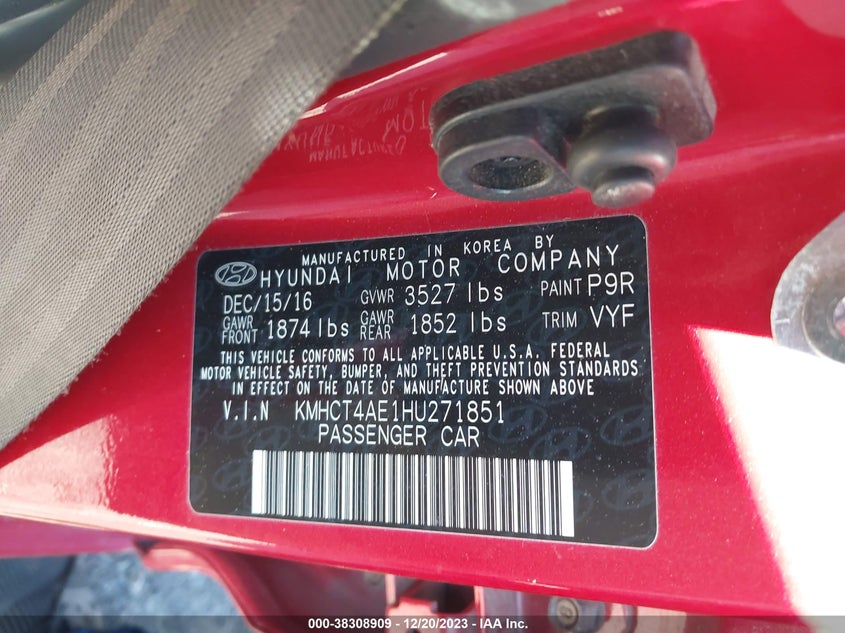 MANUFACTURED IN KOREA BY
HYUNDAI MOTOR COMPANY
DEC/15/16 GVWR 3527 lbs PAINT P9R
GAWR FRONT 1874 lbs GAWR REAR 1852 lbs TRIM VYF
THIS VEHICLE CONFORMS TO ALL APPLICABLE U.S.A. FEDERAL
MOTOR VEHICLE SAFETY, BUMPER, AND THEFT PREVENTION STANDARDS
IN EFFECT ON THE DATE OF MANUFACTURE SHOWN ABOVE
V.I.N KMHCT4AE1HU271851
PASSENGER CAR
000-38308909 - 12/20/2023 - IAAI.com